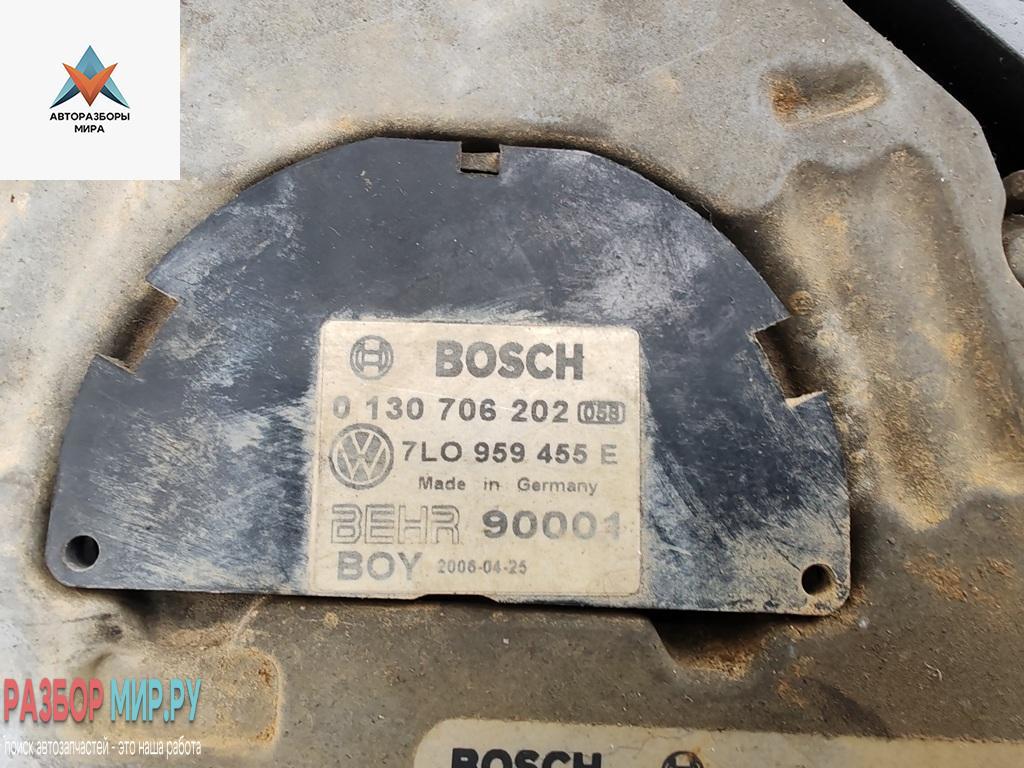 АВТОРАЗБОРЫ
МИРА
BOSCH
0 130 706 202 058
VW 7LO 959 455 E
Made in Germany
BEHR 90001
BOY 2006-04-25
РАЗБОР МИР.РУ
поиск автозапчастей - это наша работа
BOSCH